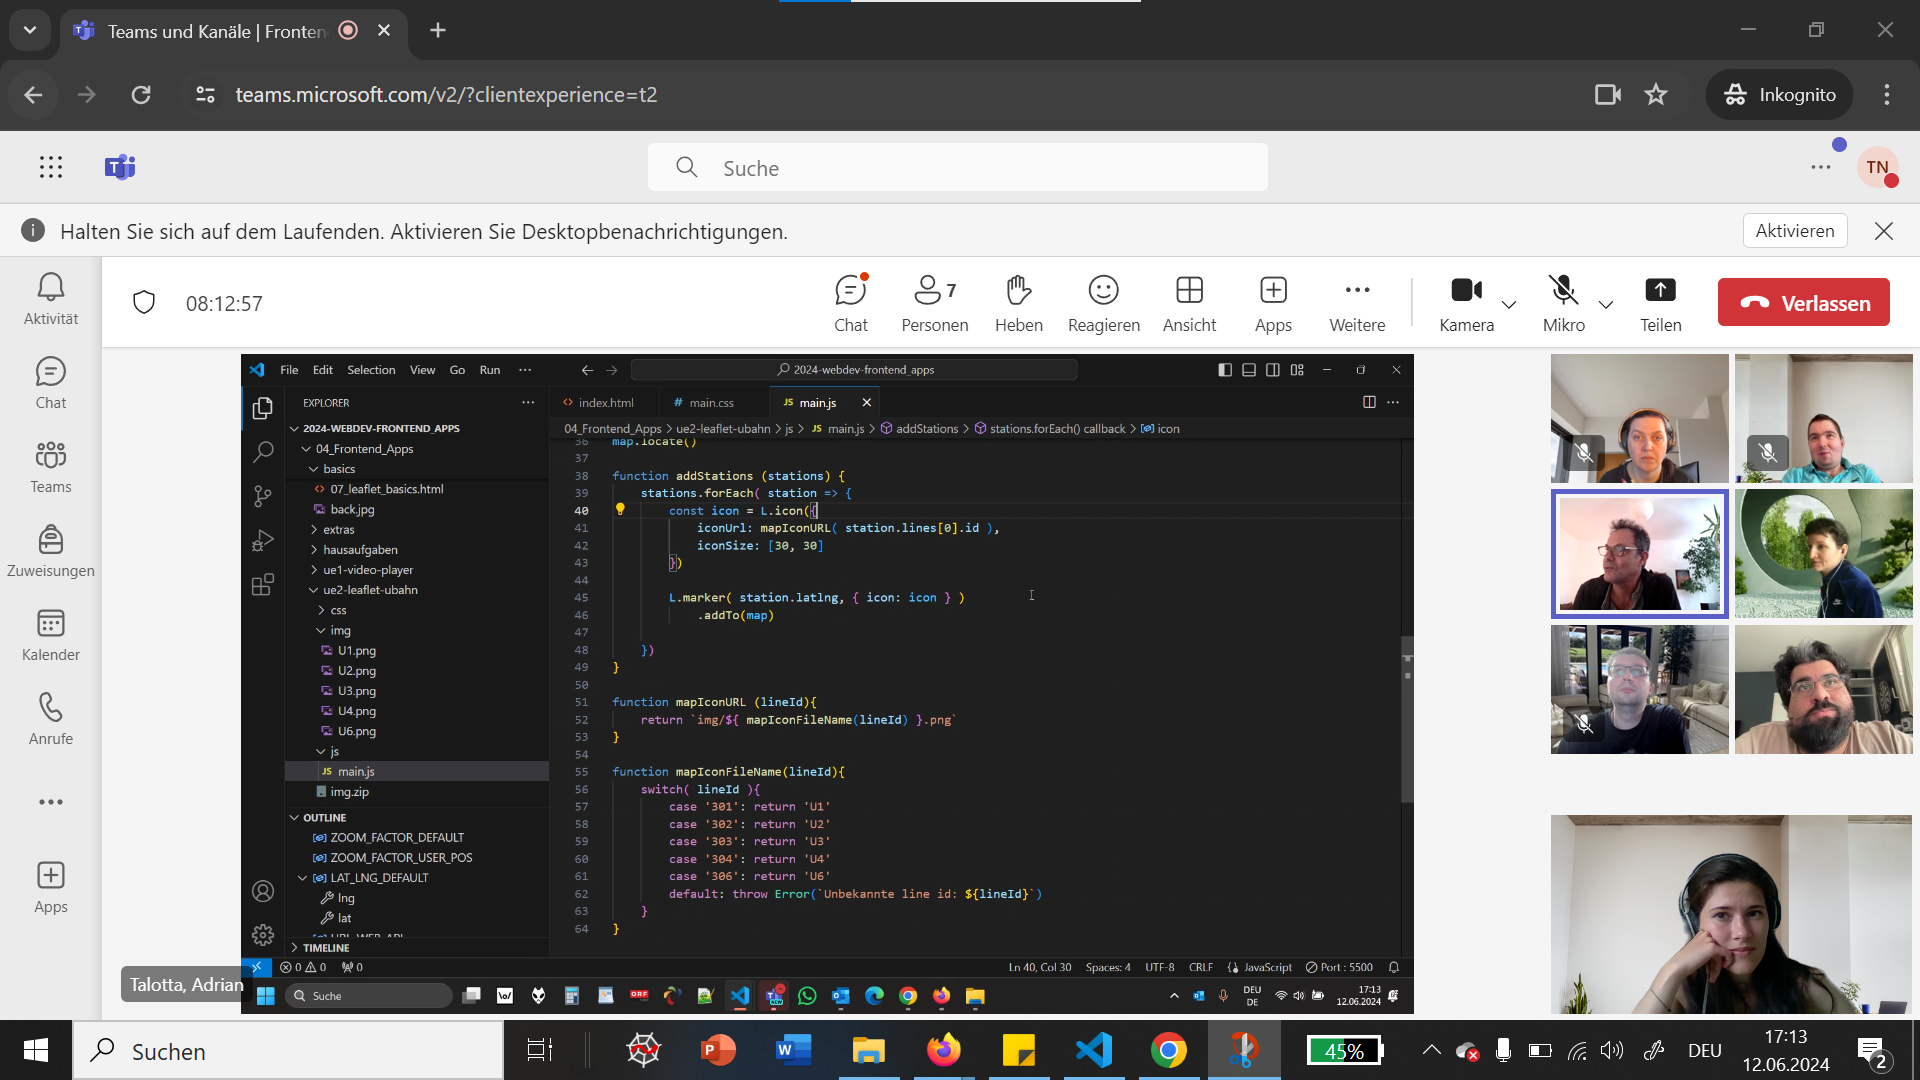 Teams und Kanäle | Fronten
teams.microsoft.com/v2/?clientexperience=t2
Inkognito
Suche
TN
Halten Sie sich auf dem Laufenden. Aktivieren Sie Desktopbenachrichtigungen.
Aktivieren
08:12:57
Chat
7
Personen
Heben
Reagieren
Ansicht
Apps
Weitere
Kamera
Mikro
Teilen
Verlassen
Aktivität
Chat
Teams
Zuweisungen
Kalender
Anrufe
Apps
File Edit Selection View Go Run
2024-webdev-frontend_apps
EXPLORER
2024-WEBDEV-FRONTEND_APPS
04_Frontend_Apps
basics
07_leaflet_basics.html
back.jpg
extras
hausaufgaben
ue1-video-player
ue2-leaflet-ubahn
css
img
U1.png
U2.png
U3.png
U4.png
U6.png
js
JS main.js
img.zip
OUTLINE
ZOOM_FACTOR_DEFAULT
ZOOM_FACTOR_USER_POS
LAT_LNG_DEFAULT
lng
lat
TIMELINE
<> index.html
# main.css
JS main.js
04_Frontend_Apps > ue2-leaflet-ubahn > js > JS main.js > addStations > stations.forEach() callback > icon
36 map.locate()
37
38 function addStations (stations) {
39 stations.forEach( station => {
40 const icon = L.icon({
41 iconUrl: mapIconURL( station.lines[0].id ),
42 iconSize: [30, 30]
43 })
44
45 L.marker( station.latlng, { icon: icon } )
46 .addTo(map)
47
48 })
49 }
50
51 function mapIconURL (lineId){
52 return `img/${ mapIconFileName(lineId) }.png`
53 }
54
55 function mapIconFileName(lineId){
56 switch( lineId ){
57 case '301': return 'U1'
58 case '302': return 'U2'
59 case '303': return 'U3'
60 case '304': return 'U4'
61 case '306': return 'U6'
62 default: throw Error(`Unbekannte line id: ${lineId}`)
63 }
64 }
0 0 0
Ln 40, Col 30 Spaces: 4 UTF-8 CRLF {} JavaScript Port : 5500
Talotta, Adrian
Suche
ORF
DEU
DE
17:13
12.06.2024
Suchen
45%
DEU
17:13
12.06.2024
2